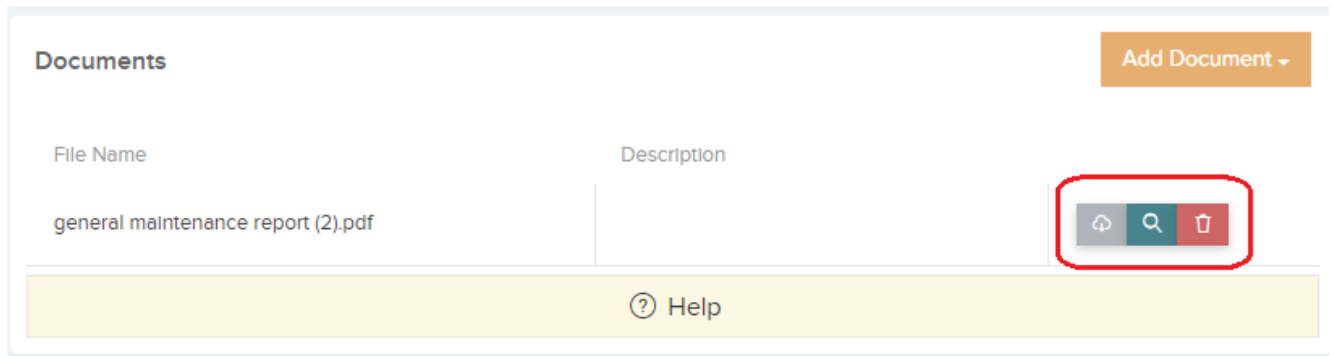 Documents
Add Document
File Name
Description
general maintenance report (2).pdf
Help